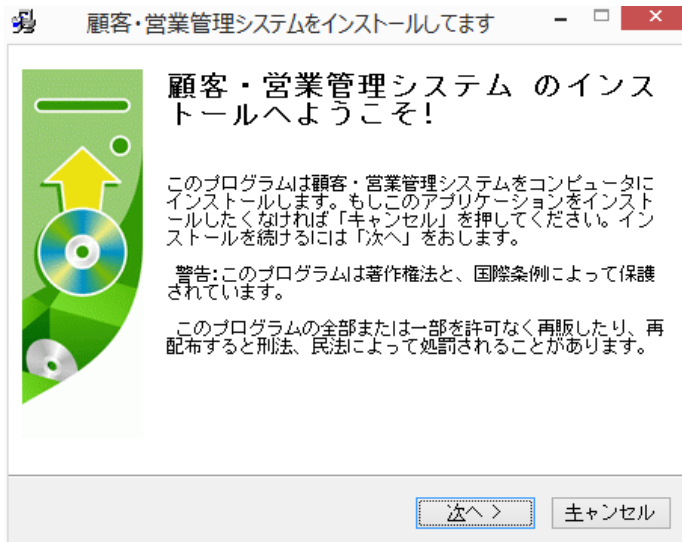 顧客・営業管理システムをインストールしてます
顧客・営業管理システム のインス
トールへようこそ!
このプログラムは顧客・営業管理システムをコンピュータに
インストールします。もしこのアプリケーションをインスト
ールしたくなければ「キャンセル」を押してください。イン
ストールを続けるには「次へ」をおします。
警告:このプログラムは著作権法と、国際条例によって保護
されています。
このプログラムの全部または一部を許可なく再販したり、再
配布すると刑法、民法によって処罰されることがあります。
次へ >
キャンセル